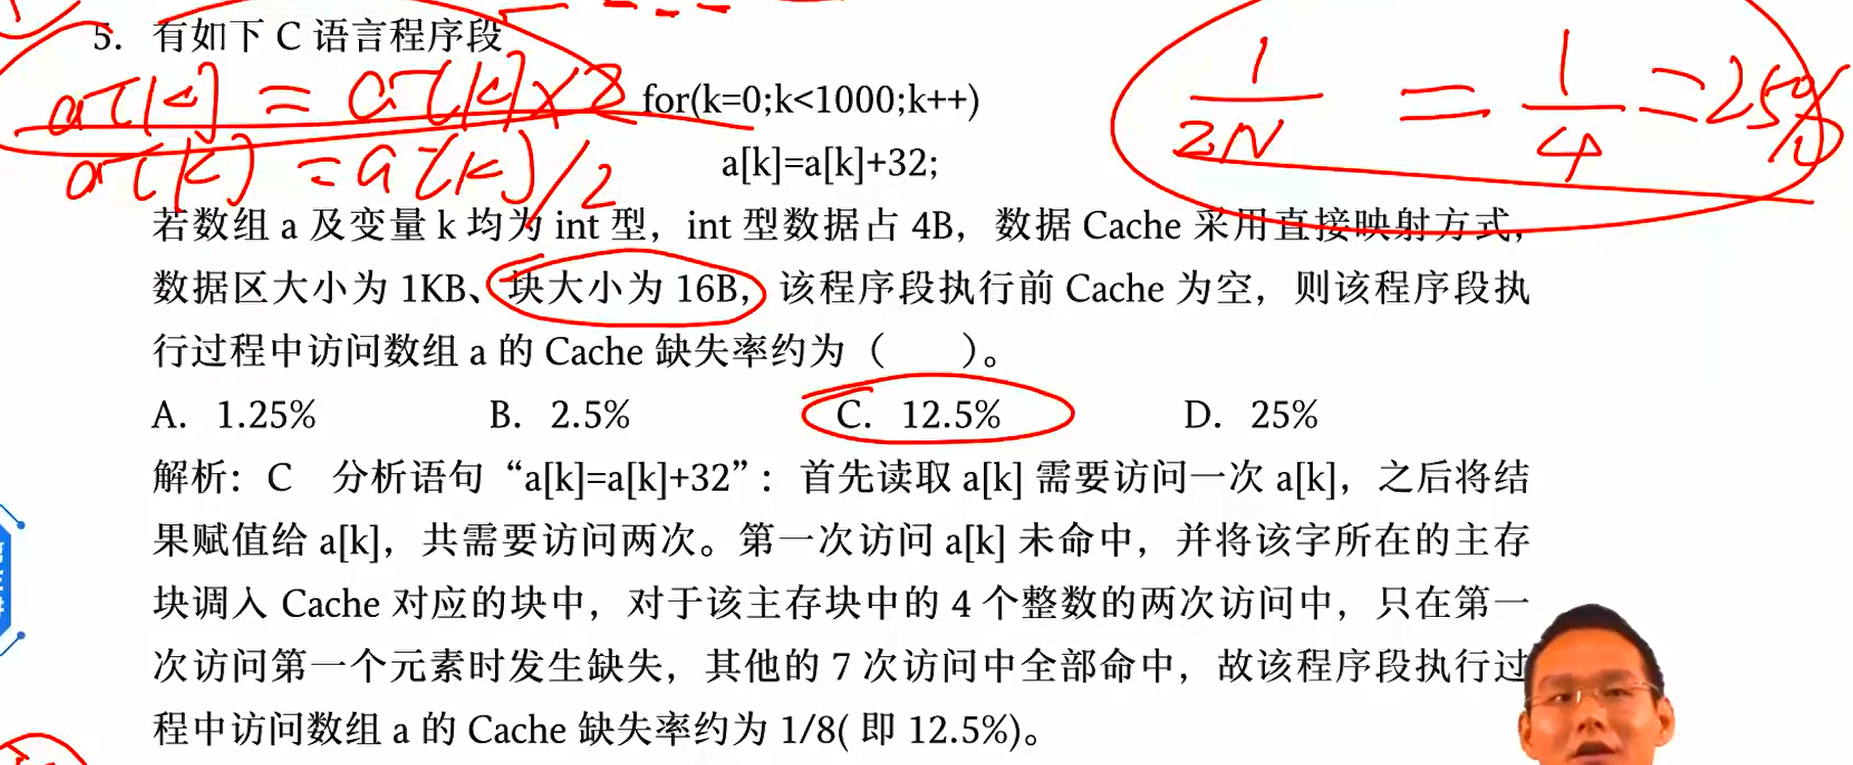 5. 有如下 C 语言程序段
a[k] = a[k]×2
for(k=0;k<1000;k++)
1/2N = 1/4 = 25%
a[k] = a[k]/2
a[k]=a[k]+32;
若数组 a 及变量 k 均为 int 型，int 型数据占 4B，数据 Cache 采用直接映射方式，
数据区大小为 1KB、块大小为 16B，该程序段执行前 Cache 为空，则该程序段执
行过程中访问数组 a 的 Cache 缺失率约为（ ）。
A. 1.25% B. 2.5% C. 12.5% D. 25%
解析：C 分析语句“a[k]=a[k]+32”：首先读取 a[k] 需要访问一次 a[k]，之后将结
果赋值给 a[k]，共需要访问两次。第一次访问 a[k] 未命中，并将该字所在的主存
块调入 Cache 对应的块中，对于该主存块中的 4 个整数的两次访问中，只在第一
次访问第一个元素时发生缺失，其他的 7 次访问中全部命中，故该程序段执行过
程中访问数组 a 的 Cache 缺失率约为 1/8( 即 12.5%)。